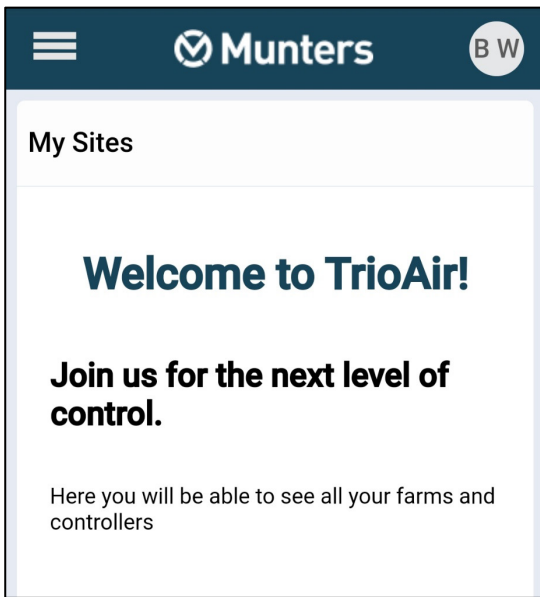 Munters
B W
My Sites
Welcome to TrioAir!
Join us for the next level of
control.
Here you will be able to see all your farms and
controllers